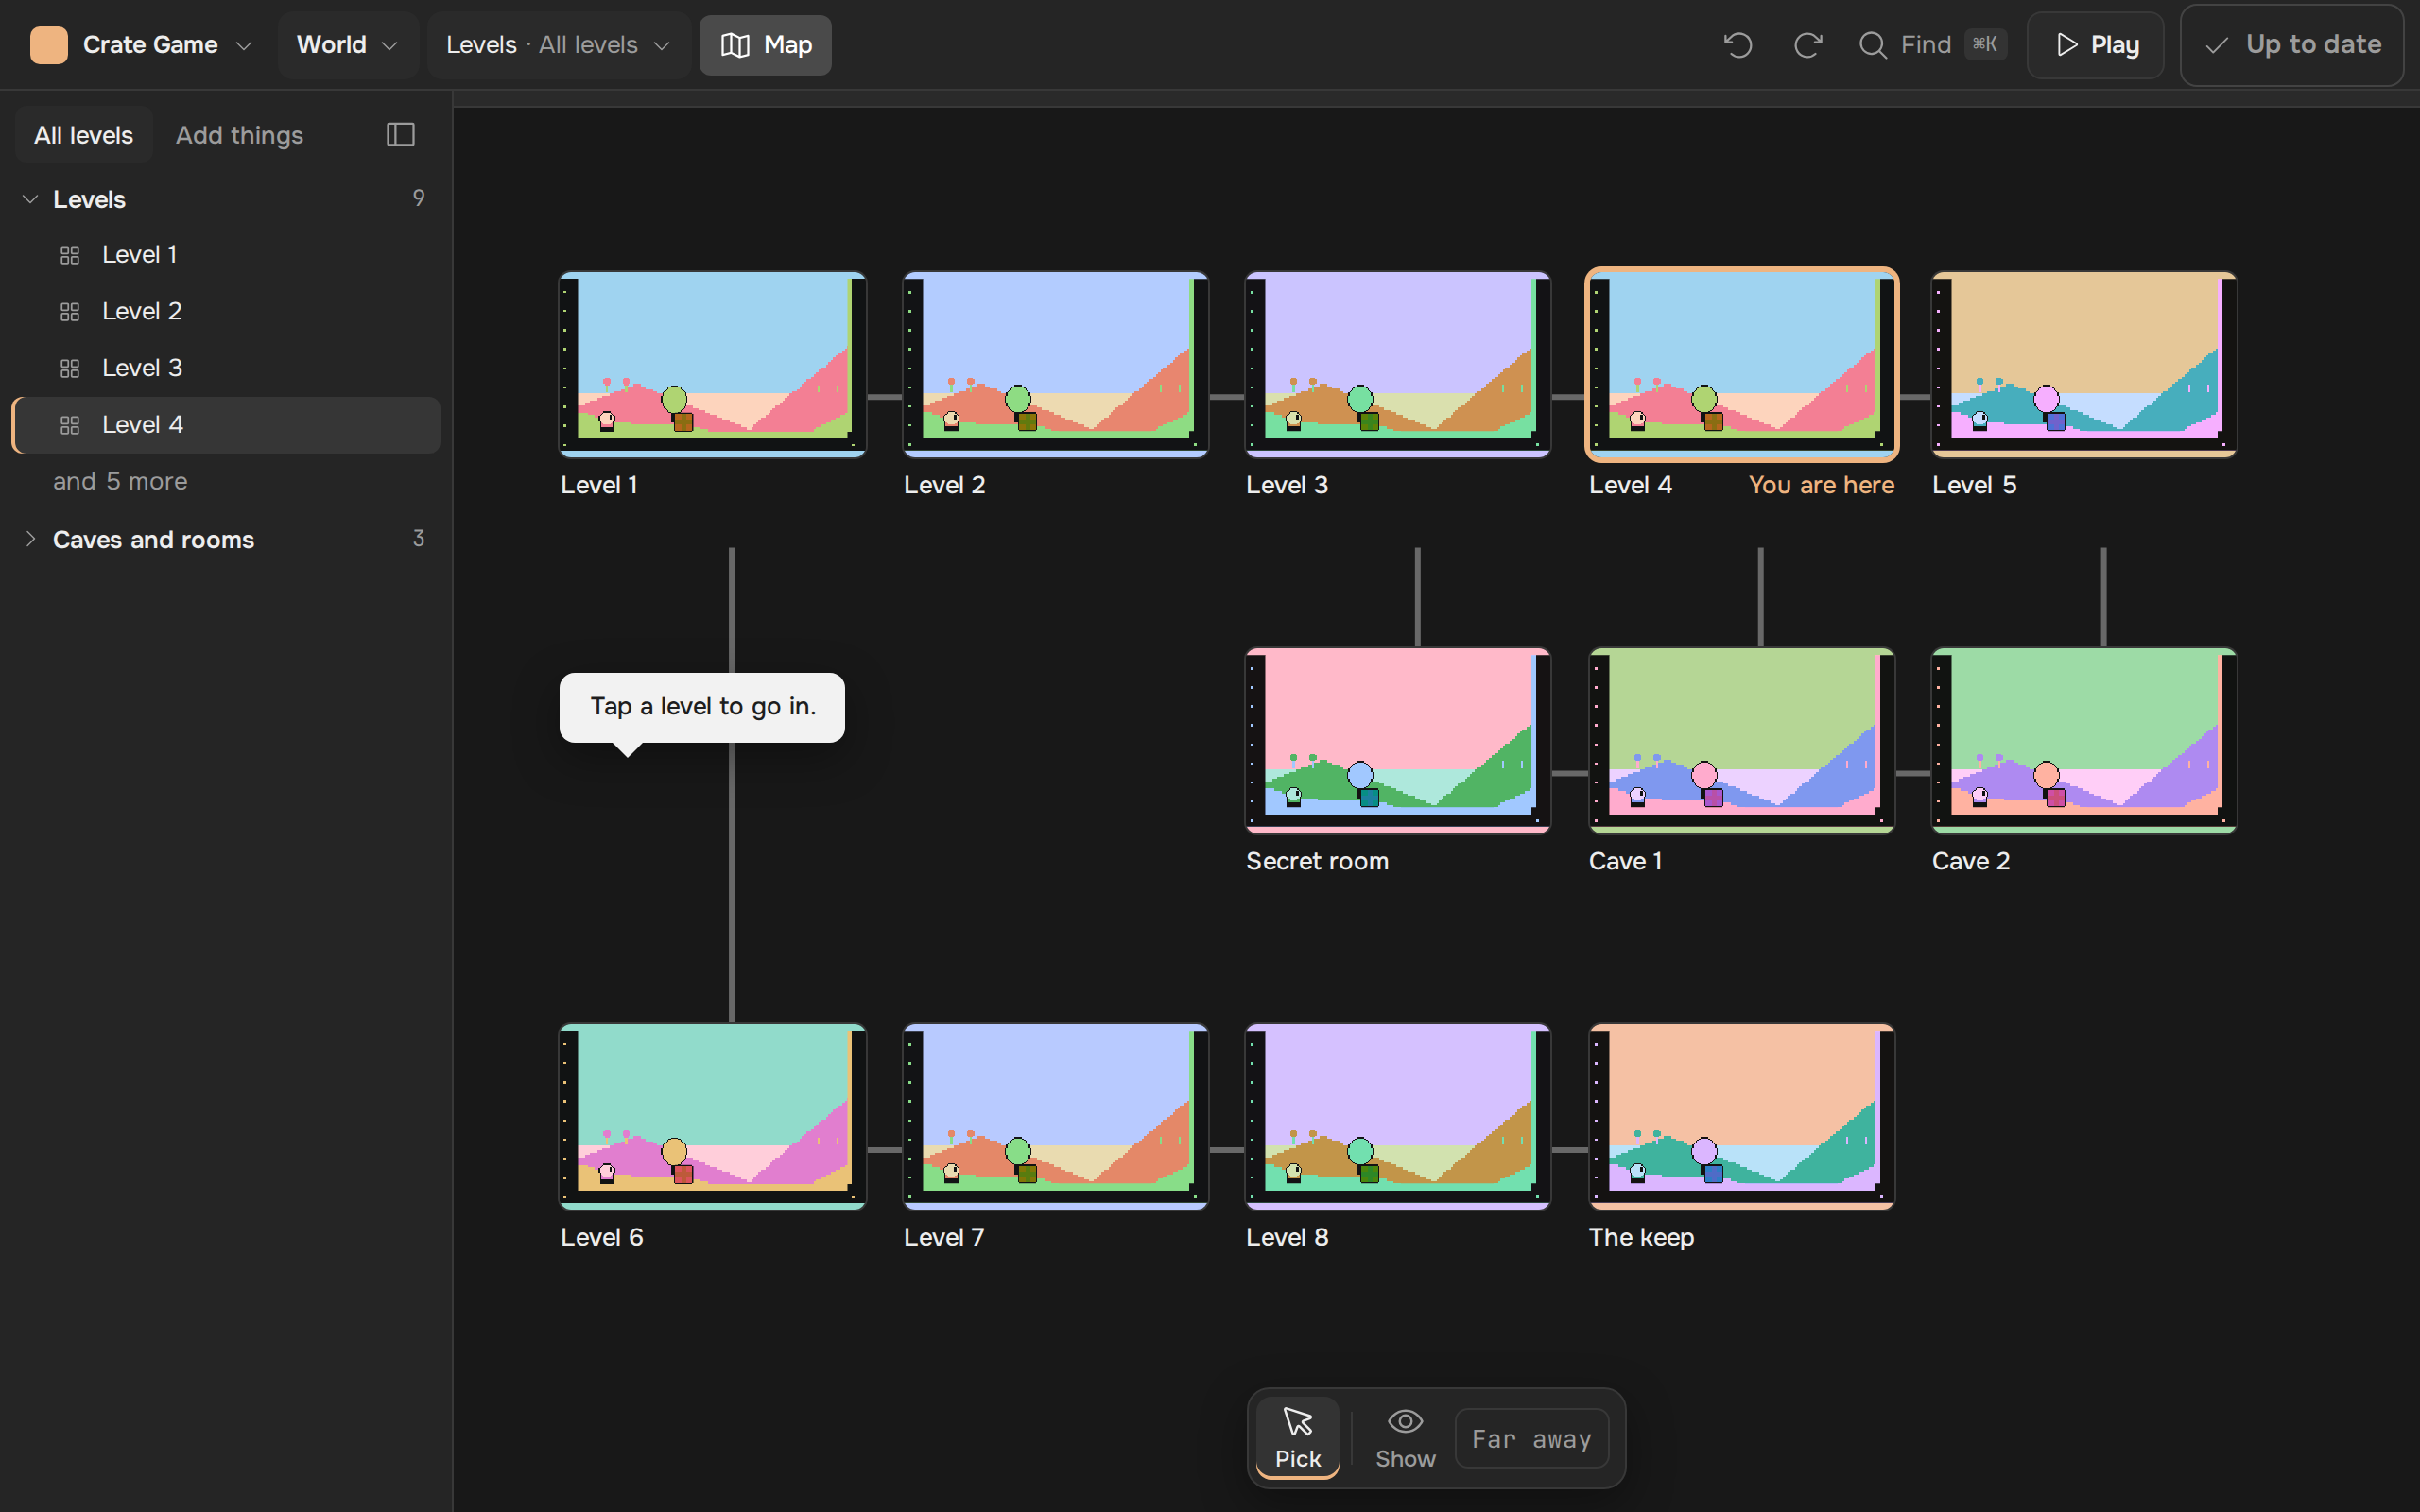 Crate Game World Levels · All levels Map Find ⌘K Play Up to date
All levels Add things
Levels 9
Level 1
Level 2
Level 3
Level 4
and 5 more
Caves and rooms 3
Level 1 Level 2 Level 3 Level 4 You are here Level 5
Tap a level to go in.
Secret room Cave 1 Cave 2
Level 6 Level 7 Level 8 The keep
Pick Show Far away